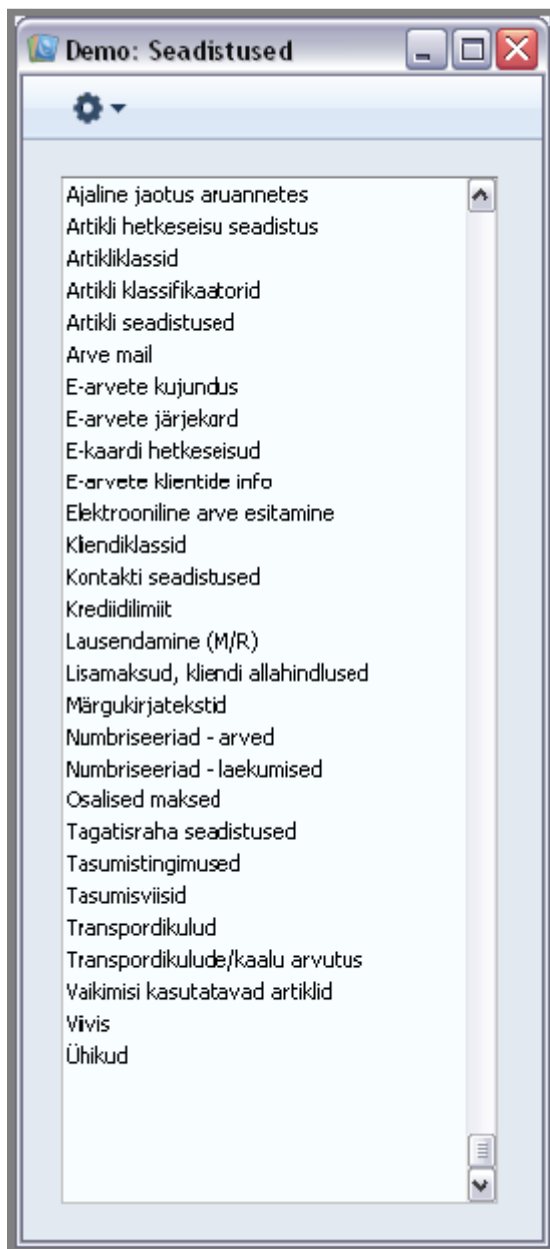 Demo: Seadistused
Ajaline jaotus aruannetes
Artikli hetkeseisu seadistus
Artikliklassid
Artikli klassifikaatorid
Artikli seadistused
Arve mail
E-arvete kujundus
E-arvete järjekord
E-kaardi hetkeseisud
E-arvete klientide info
Elektrooniline arve esitamine
Kliendiklassid
Kontakti seadistused
Krediidilimiit
Lausendamine (M/R)
Lisamaksud, kliendi allahindlused
Märgukirjatekstid
Numbriseeriad - arved
Numbriseeriad - laekumised
Osalised maksed
Tagatisraha seadistused
Tasumistingimused
Tasumisviisid
Transpordikulud
Transpordikulude/kaalu arvutus
Vaikimisi kasutatavad artiklid
Viivis
Ühikud